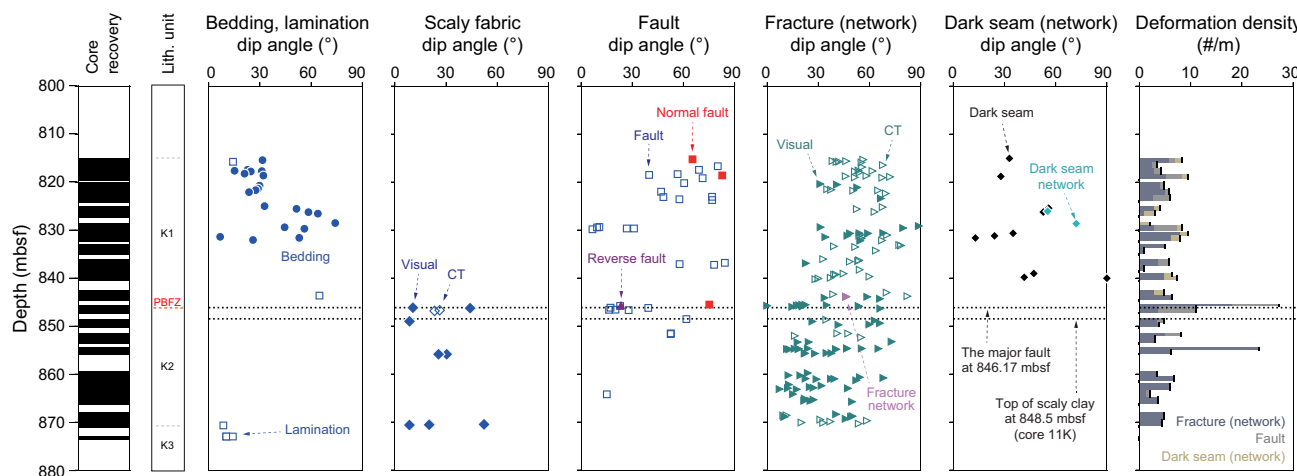 Core
recovery
Lith. unit
Bedding, lamination
dip angle (°)
Scaly fabric
dip angle (°)
Fault
dip angle (°)
Fracture (network)
dip angle (°)
Dark seam (network)
dip angle (°)
Deformation density
(#/m)
0 30 60 90
0 30 60 90
0 30 60 90
0 30 60 90
0 30 60 90
0 10 20 30
Depth (mbsf)
800
810
820
830
840
850
860
870
880
K1
PBFZ
K2
K3
Bedding
Lamination
Visual
CT
Normal fault
Fault
Reverse fault
CT
Visual
Fracture
network
Dark seam
Dark seam
network
The major fault
at 846.17 mbsf
Top of scaly clay
at 848.5 mbsf
(core 11K)
Fracture (network)
Fault
Dark seam (network)